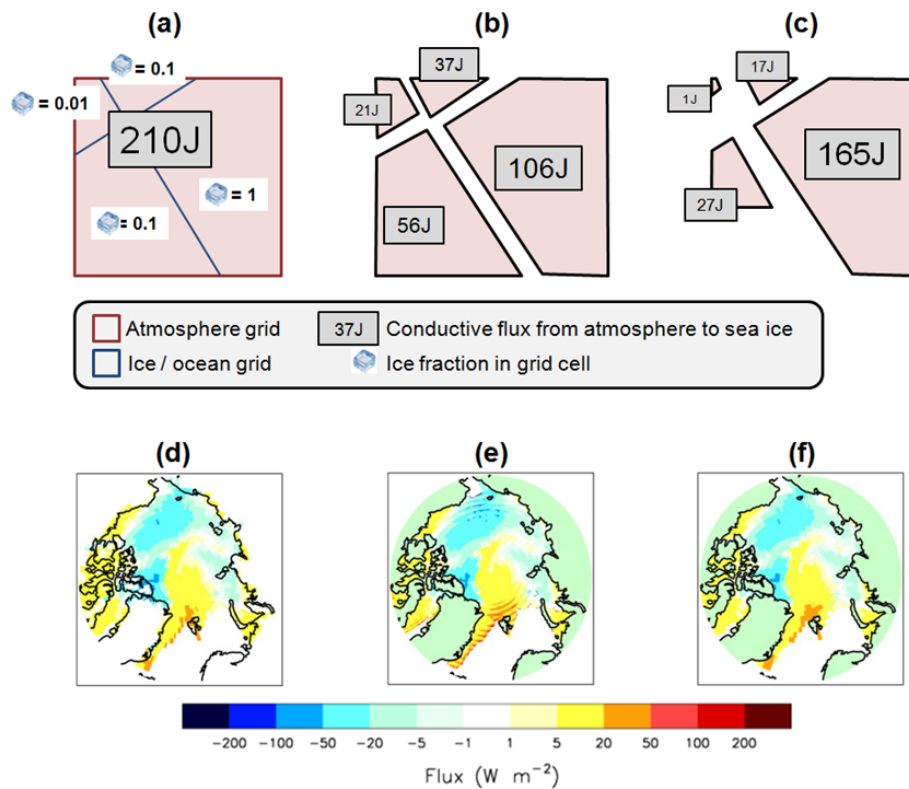 (a)
(b)
(c)
= 0.1
= 0.01
210J
= 1
= 0.1
37J
21J
106J
56J
17J
1J
165J
27J
Atmosphere grid
37J
Conductive flux from atmosphere to sea ice
Ice / ocean grid
Ice fraction in grid cell
(d)
(e)
(f)
−200 −100 −50 −20 −5 −1 1 5 20 50 100 200
Flux (W m⁻²)